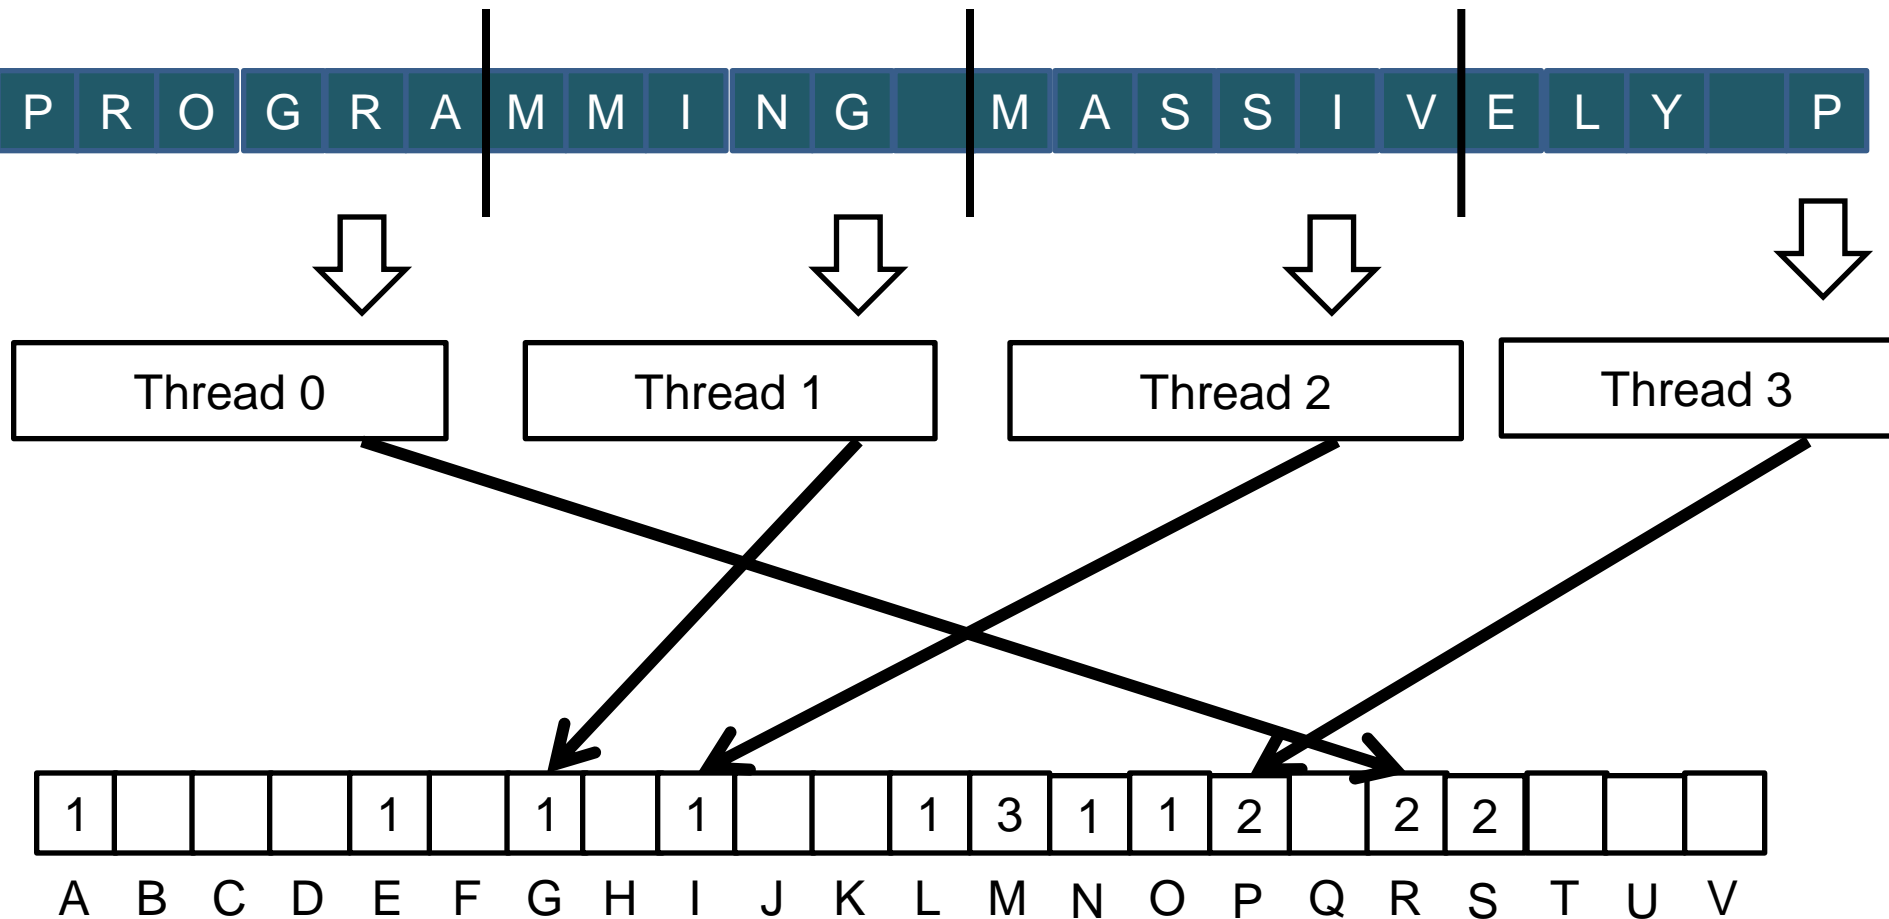 P R O G R A M M I N G M A S S I V E L Y P
Thread 0 Thread 1 Thread 2 Thread 3
1 1 1 1 1 3 1 1 2 2 2
A B C D E F G H I J K L M N O P Q R S T U V